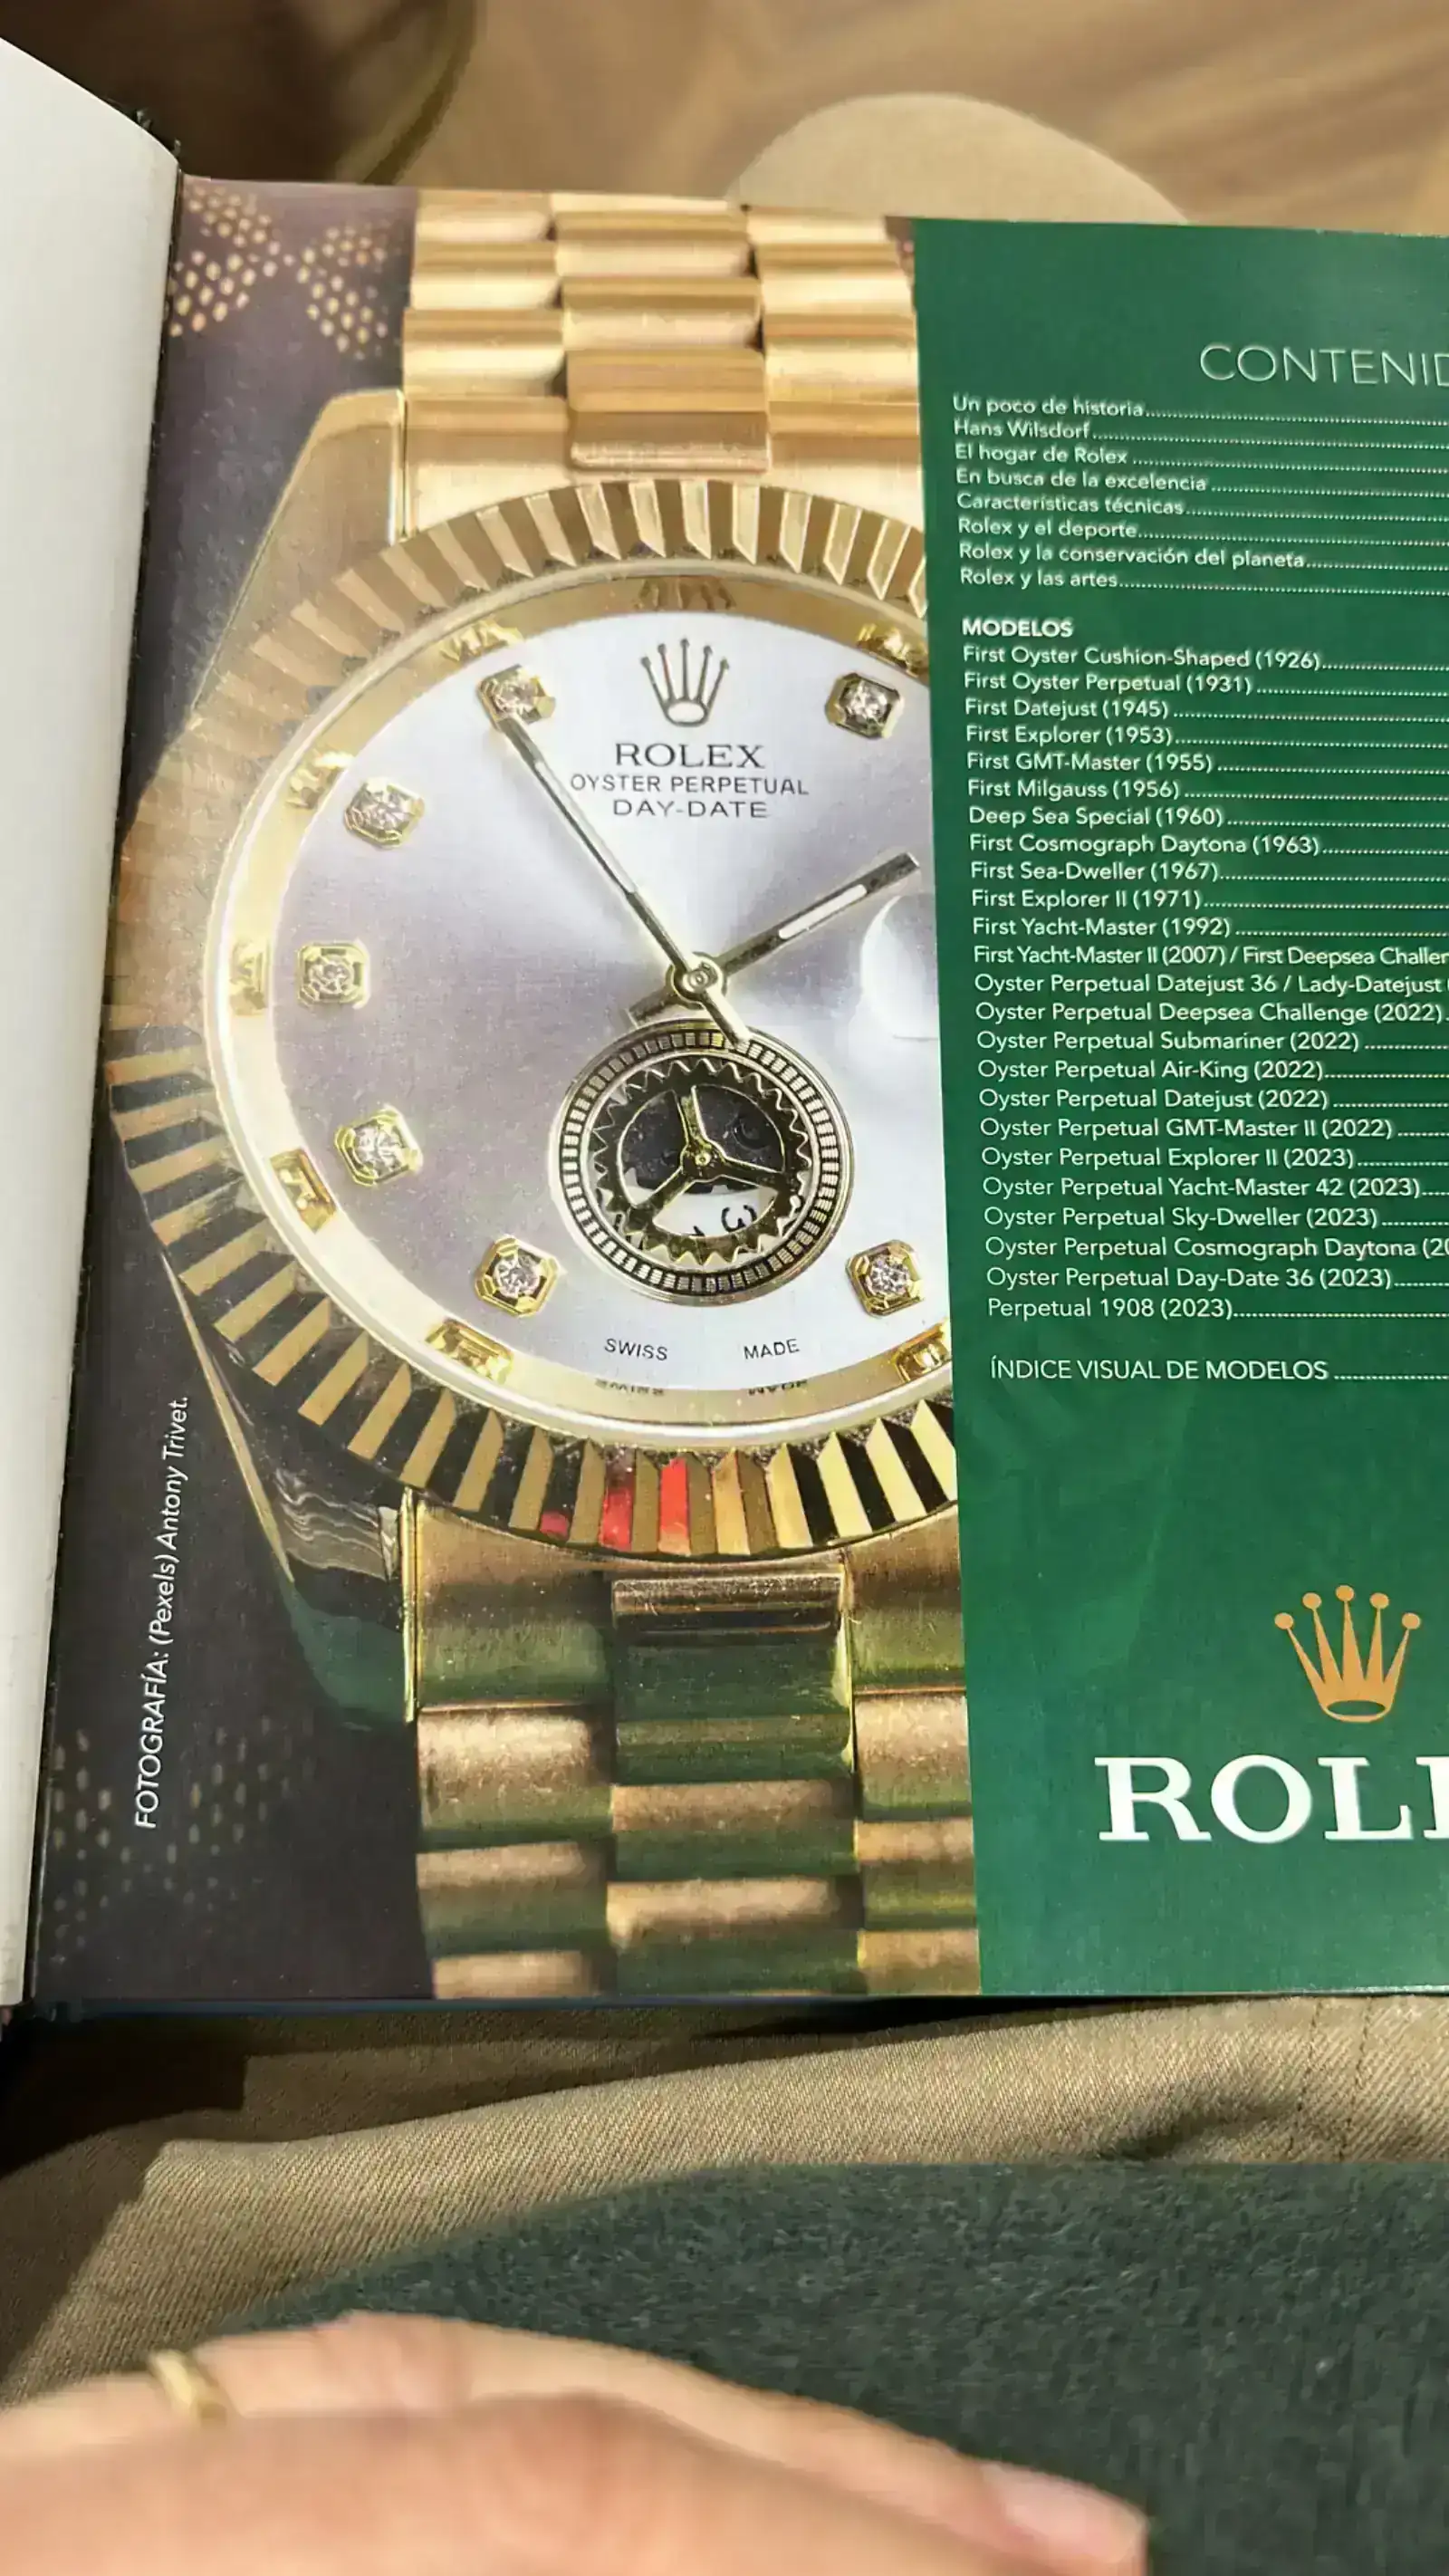 ROLEX
OYSTER PERPETUAL
DAY-DATE
3
SWISS MADE
FOTOGRAFÍA: (Pexels) Antony Trivet.
CONTENID
Un poco de historia
Hans Wilsdorf
El hogar de Rolex
En busca de la excelencia
Características técnicas
Rolex y el deporte
Rolex y la conservación del planeta
Rolex y las artes
MODELOS
First Oyster Cushion-Shaped (1926)
First Oyster Perpetual (1931)
First Datejust (1945)
First Explorer (1953)
First GMT-Master (1955)
First Milgauss (1956)
Deep Sea Special (1960)
First Cosmograph Daytona (1963)
First Sea-Dweller (1967)
First Explorer II (1971)
First Yacht-Master (1992)
First Yacht-Master II (2007) / First Deepsea Challen
Oyster Perpetual Datejust 36 / Lady-Datejust
Oyster Perpetual Deepsea Challenge (2022)
Oyster Perpetual Submariner (2022)
Oyster Perpetual Air-King (2022)
Oyster Perpetual Datejust (2022)
Oyster Perpetual GMT-Master II (2022)
Oyster Perpetual Explorer II (2023)
Oyster Perpetual Yacht-Master 42 (2023)
Oyster Perpetual Sky-Dweller (2023)
Oyster Perpetual Cosmograph Daytona (20
Oyster Perpetual Day-Date 36 (2023)
Perpetual 1908 (2023)
ÍNDICE VISUAL DE MODELOS
ROLE